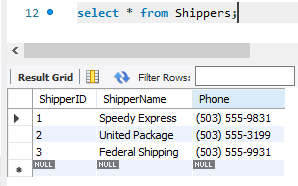 12 select * from Shippers;
Result Grid Filter Rows:
ShipperID ShipperName Phone
1 Speedy Express (503) 555-9831
2 United Package (503) 555-3199
3 Federal Shipping (503) 555-9931
NULL NULL NULL